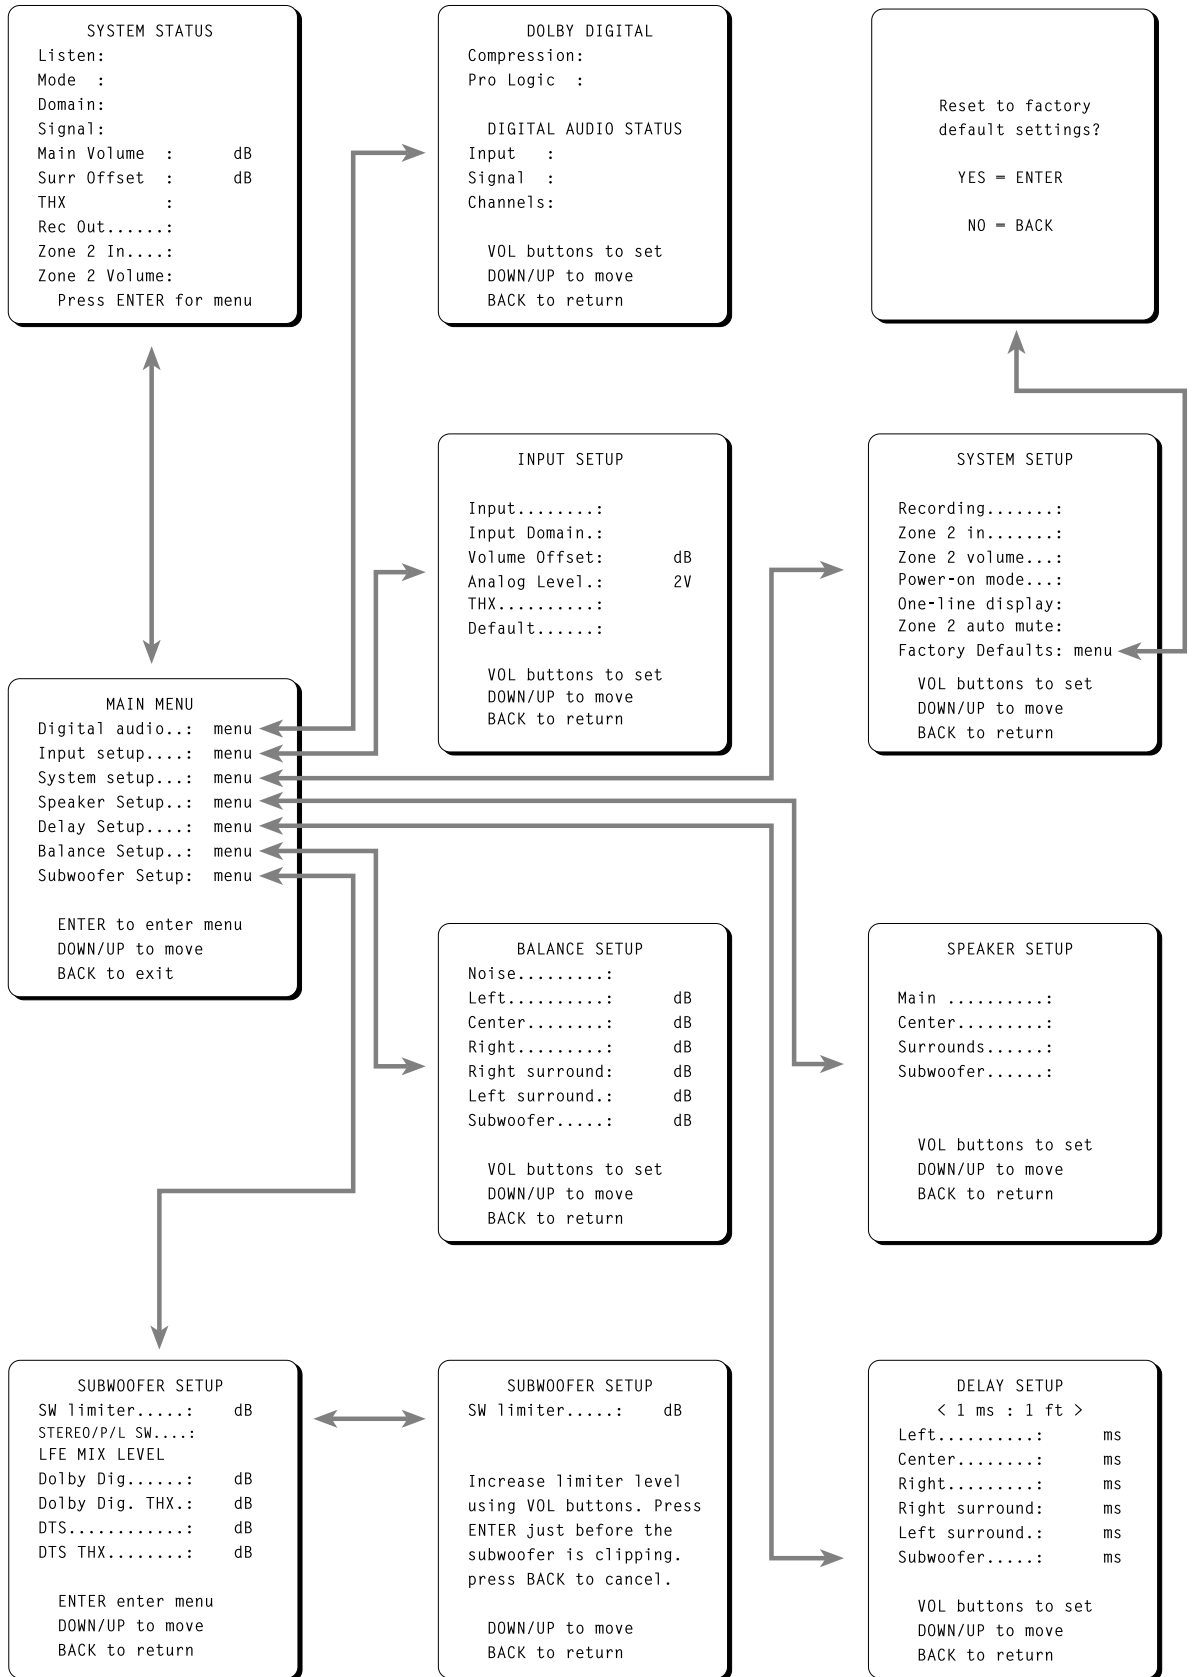 SYSTEM STATUS
Listen:
Mode  :
Domain:
Signal:
Main Volume  :      dB
Surr Offset  :      dB
THX          :
Rec Out......:
Zone 2 In....:
Zone 2 Volume:
Press ENTER for menu
DOLBY DIGITAL
Compression:
Pro Logic  :
DIGITAL AUDIO STATUS
Input   :
Signal  :
Channels:
VOL buttons to set
DOWN/UP to move
BACK to return
Reset to factory
default settings?
YES = ENTER
NO = BACK
INPUT SETUP
Input........:
Input Domain.:
Volume Offset:       dB
Analog Level.:       2V
THX..........:
Default......:
VOL buttons to set
DOWN/UP to move
BACK to return
SYSTEM SETUP
Recording.......:
Zone 2 in.......:
Zone 2 volume...:
Power-on mode...:
One-line display:
Zone 2 auto mute:
Factory Defaults: menu
VOL buttons to set
DOWN/UP to move
BACK to return
MAIN MENU
Digital audio..:  menu
Input setup....:  menu
System setup...:  menu
Speaker Setup..:  menu
Delay Setup....:  menu
Balance Setup..:  menu
Subwoofer Setup:  menu
ENTER to enter menu
DOWN/UP to move
BACK to exit
BALANCE SETUP
Noise.........:
Left..........:      dB
Center........:      dB
Right.........:      dB
Right surround:      dB
Left surround.:      dB
Subwoofer.....:      dB
VOL buttons to set
DOWN/UP to move
BACK to return
SPEAKER SETUP
Main ..........:
Center.........:
Surrounds......:
Subwoofer......:
VOL buttons to set
DOWN/UP to move
BACK to return
SUBWOOFER SETUP
SW limiter.....:    dB
STEREO/P/L SW....:
LFE MIX LEVEL
Dolby Dig......:    dB
Dolby Dig. THX.:    dB
DTS............:    dB
DTS THX........:    dB
ENTER enter menu
DOWN/UP to move
BACK to return
SUBWOOFER SETUP
SW limiter.....:    dB
Increase limiter level
using VOL buttons. Press
ENTER just before the
subwoofer is clipping.
press BACK to cancel.
DOWN/UP to move
BACK to return
DELAY SETUP
< 1 ms : 1 ft >
Left..........:      ms
Center........:      ms
Right.........:      ms
Right surround:      ms
Left surround.:      ms
Subwoofer.....:      ms
VOL buttons to set
DOWN/UP to move
BACK to return